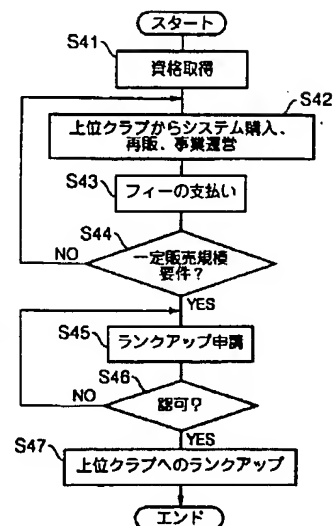 スタート
S41
資格取得
S42
上位クラブからシステム購入、
再販、事業運営
S43
フィーの支払い
S44
一定販売規模
要件?
NO
YES
S45
ランクアップ申請
S46
認可?
NO
YES
S47
上位クラブへのランクアップ
エンド